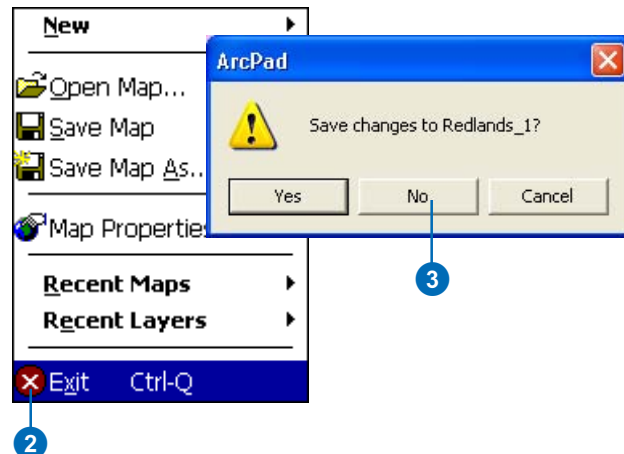 New
Open Map...
Save Map
Save Map As..
Map Propertie
Recent Maps
Recent Layers
Exit Ctrl-Q
2
ArcPad
Save changes to Redlands_1?
Yes No Cancel
3